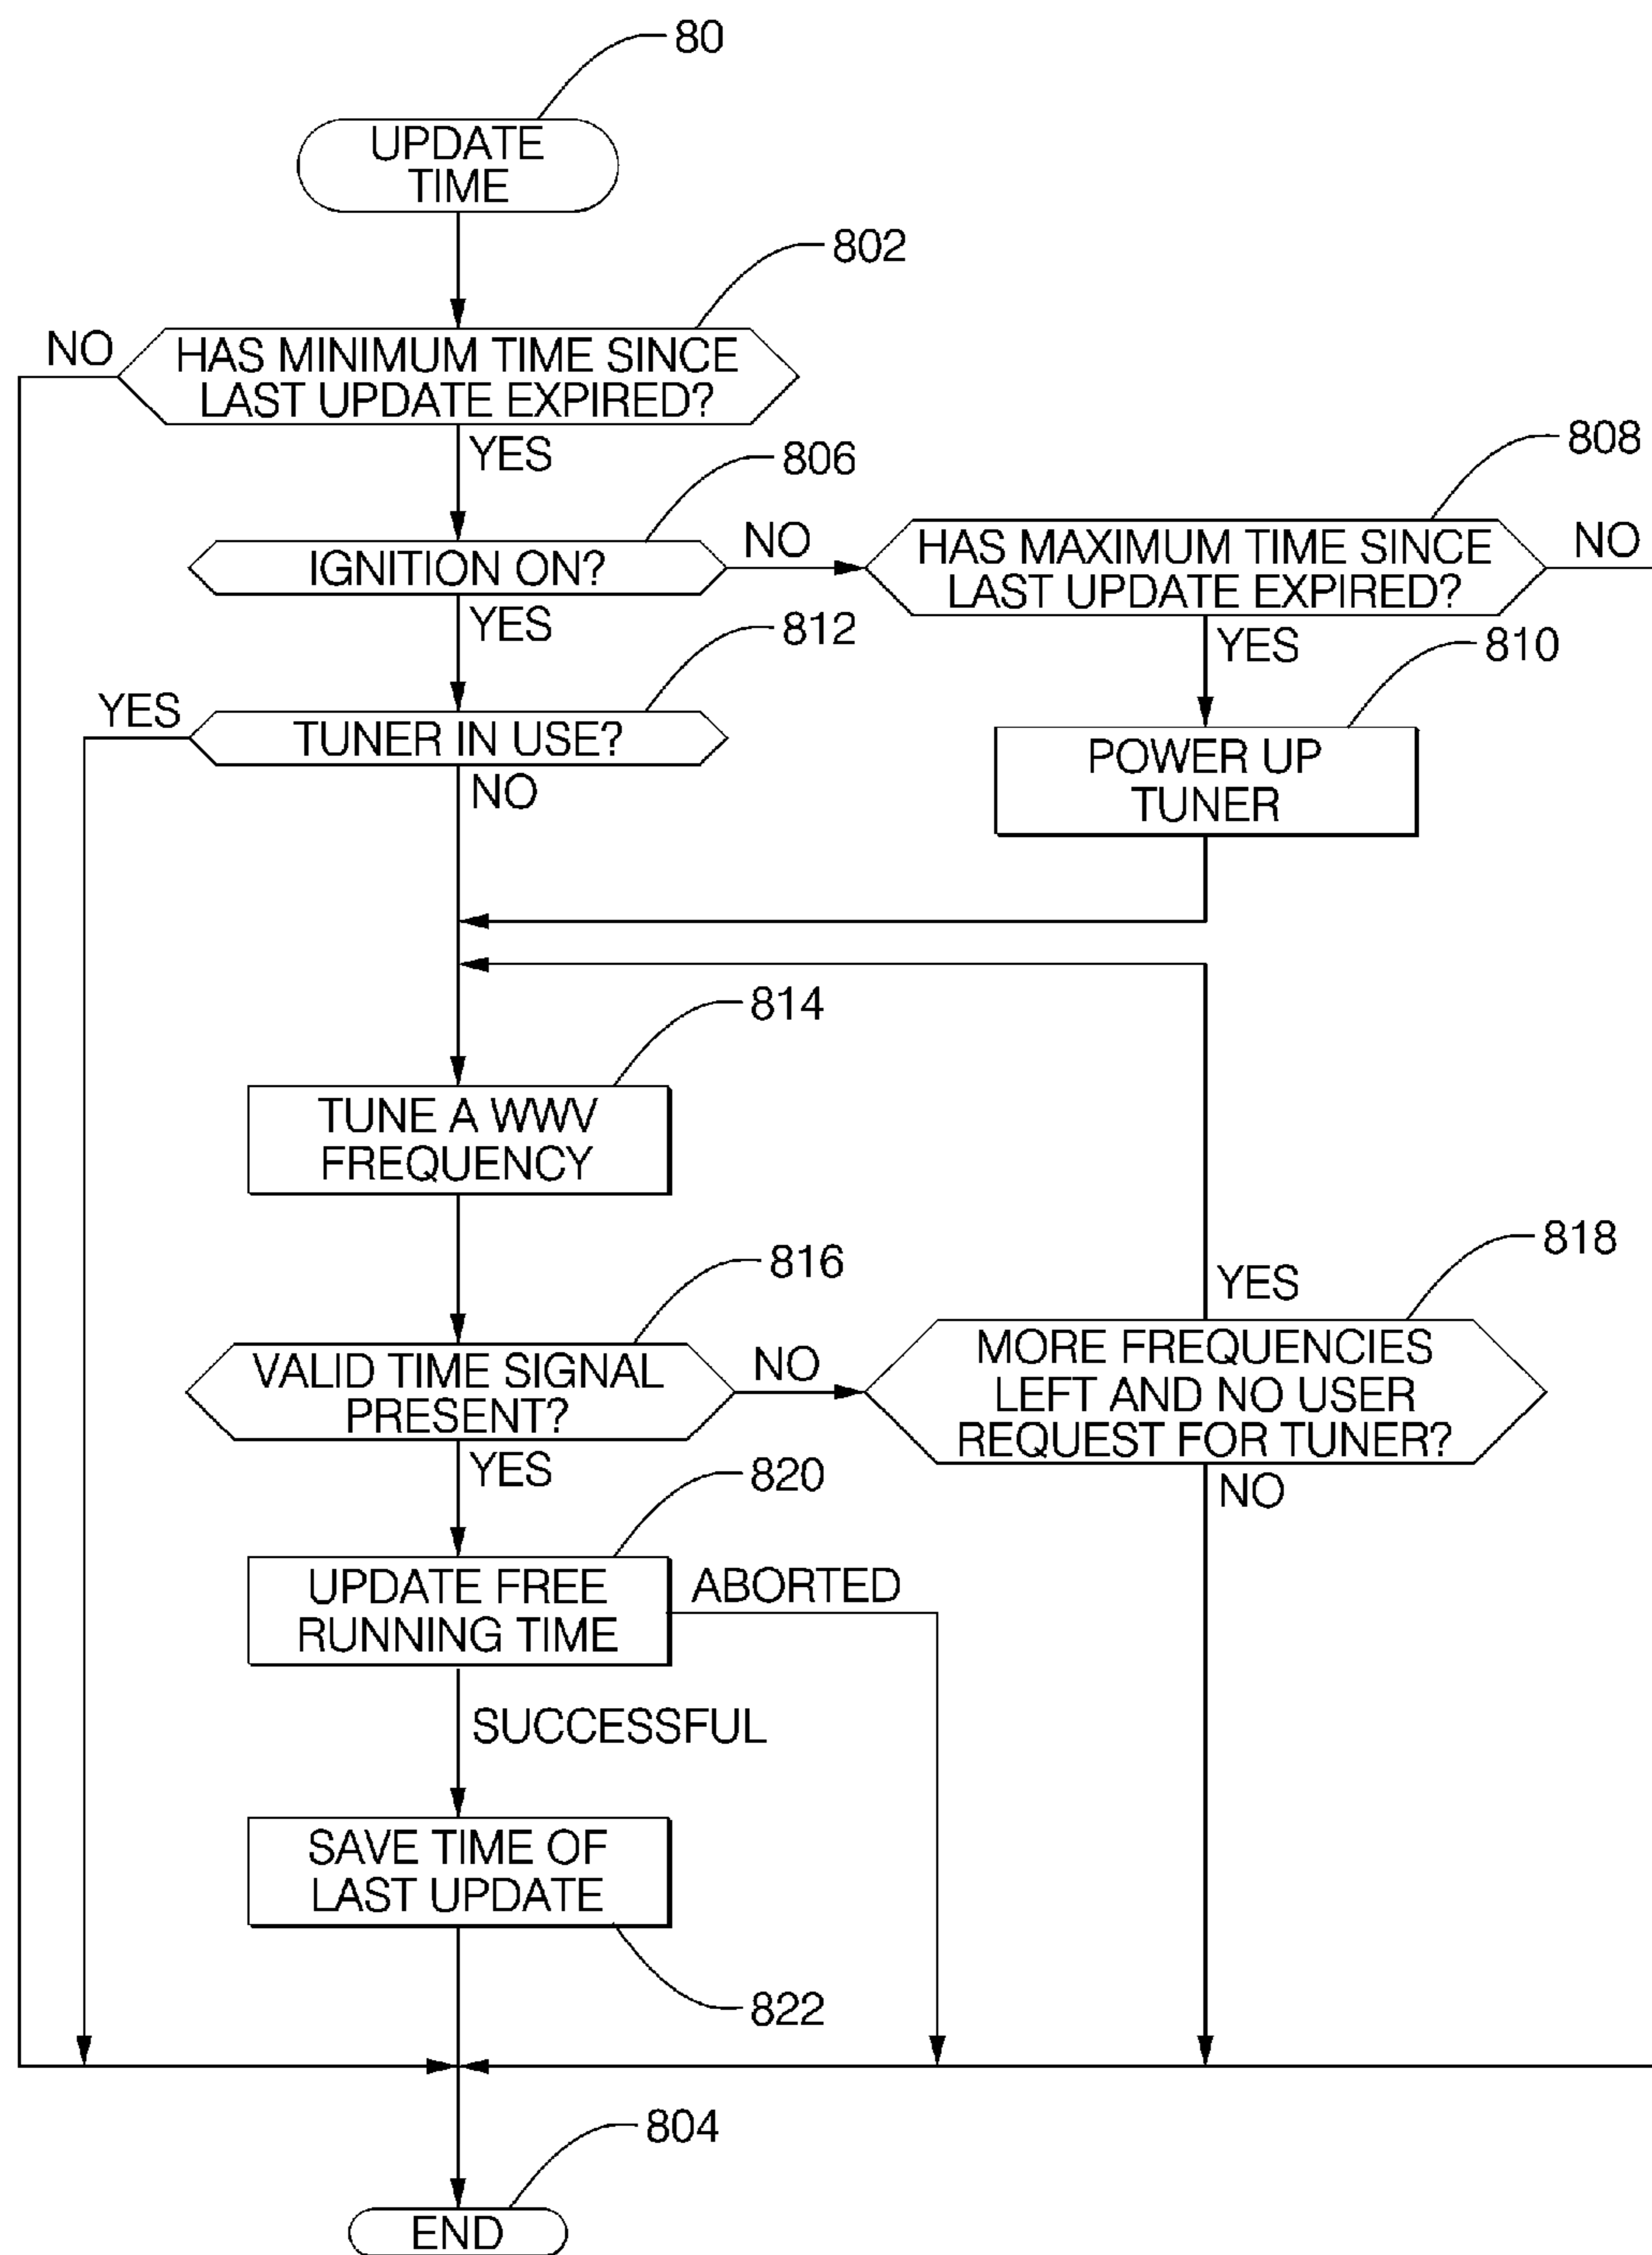 80
UPDATE
TIME
802
NO
HAS MINIMUM TIME SINCE
LAST UPDATE EXPIRED?
YES
806
IGNITION ON?
NO
808
HAS MAXIMUM TIME SINCE
LAST UPDATE EXPIRED?
NO
YES
812
YES
810
YES
TUNER IN USE?
NO
POWER UP
TUNER
814
TUNE A WWV
FREQUENCY
816
VALID TIME SIGNAL
PRESENT?
NO
818
YES
MORE FREQUENCIES
LEFT AND NO USER
REQUEST FOR TUNER?
NO
YES
820
UPDATE FREE
RUNNING TIME
ABORTED
SUCCESSFUL
SAVE TIME OF
LAST UPDATE
822
804
END